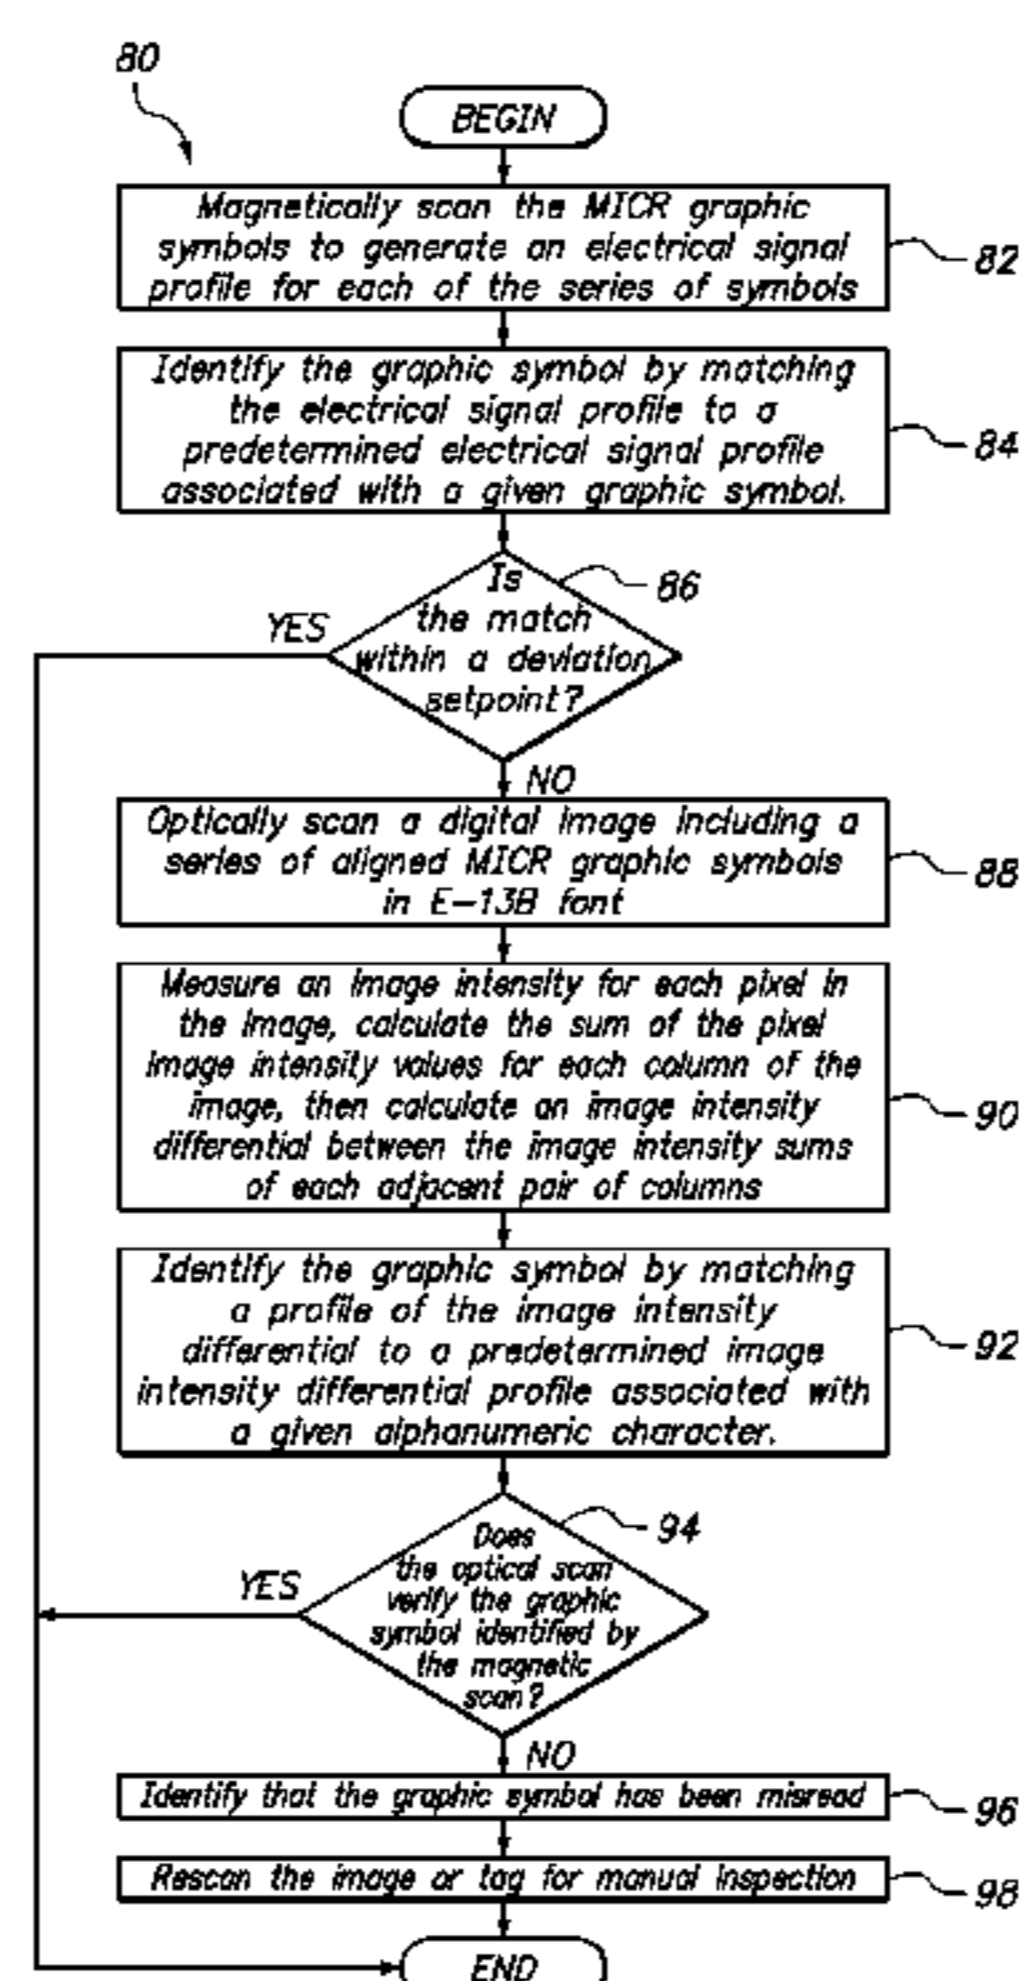 80
BEGIN
Magnetically scan the MICR graphic
symbols to generate an electrical signal
profile for each of the series of symbols
82
Identify the graphic symbol by matching
the electrical signal profile to a
predetermined electrical signal profile
associated with a given graphic symbol.
84
Is
the match
within a deviation
setpoint?
86
YES
NO
Optically scan a digital image including a
series of aligned MICR graphic symbols
in E-13B font
88
Measure an image intensity for each pixel in
the image, calculate the sum of the pixel
image intensity values for each column of the
image, then calculate an image intensity
differential between the image intensity sums
of each adjacent pair of columns
90
Identify the graphic symbol by matching
a profile of the image intensity
differential to a predetermined image
intensity differential profile associated with
a given alphanumeric character.
92
Does
the optical scan
verify the graphic
symbol identified by
the magnetic
scan?
94
YES
NO
Identify that the graphic symbol has been misread
96
Rescan the image or tag for manual inspection
98
END